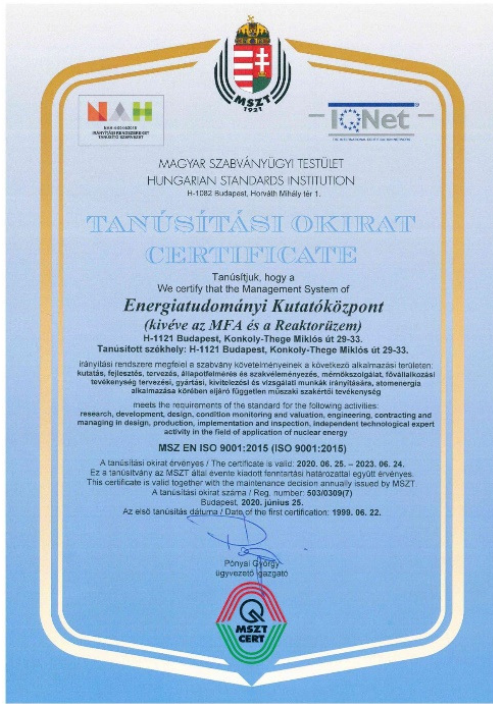 MSZT
1921
NAH
IQNet
MAGYAR SZABVÁNYÜGYI TESTÜLET
HUNGARIAN STANDARDS INSTITUTION
H-1082 Budapest, Horváth Mihály tér 1.
TANÚSÍTÁSI OKIRAT
CERTIFICATE
Tanúsítjuk, hogy a
We certify that the Management System of
Energiatudományi Kutatóközpont
(kivéve az MFA és a Reaktorüzem)
H-1121 Budapest, Konkoly-Thege Miklós út 29-33.
Tanúsított székhely: H-1121 Budapest, Konkoly-Thege Miklós út 29-33.
irányítási rendszere megfelel a szabvány követelményeinek a következő alkalmazási területen:
kutatás, fejlesztés, tervezés, állapotfelmérés és szakvéleményezés, mérnökszolgálat, fővállalkozási
tevékenység tervezési, gyártási, kivitelezési és vizsgálati munkák irányítására, atomenergia
alkalmazása körében eljáró független műszaki szakértői tevékenység
meets the requirements of the standard for the following activities:
research, development, design, condition monitoring and valuation, engineering, contracting and
managing in design, production, implementation and inspection, independent technological expert
activity in the field of application of nuclear energy
MSZ EN ISO 9001:2015 (ISO 9001:2015)
A tanúsítási okirat érvényes / The certificate is valid: 2020. 06. 25. – 2023. 06. 24.
Ez a tanúsítvány az MSZT által évente kiadott fenntartási határozattal együtt érvényes.
This certificate is valid together with the maintenance decision annually issued by MSZT.
A tanúsítási okirat száma / Reg. number: 503/0309(7)
Budapest, 2020. június 25.
Az első tanúsítás dátuma / Date of the first certification: 1999. 06. 22.
Pónyai György
ügyvezető igazgató
Q
MSZT
CERT